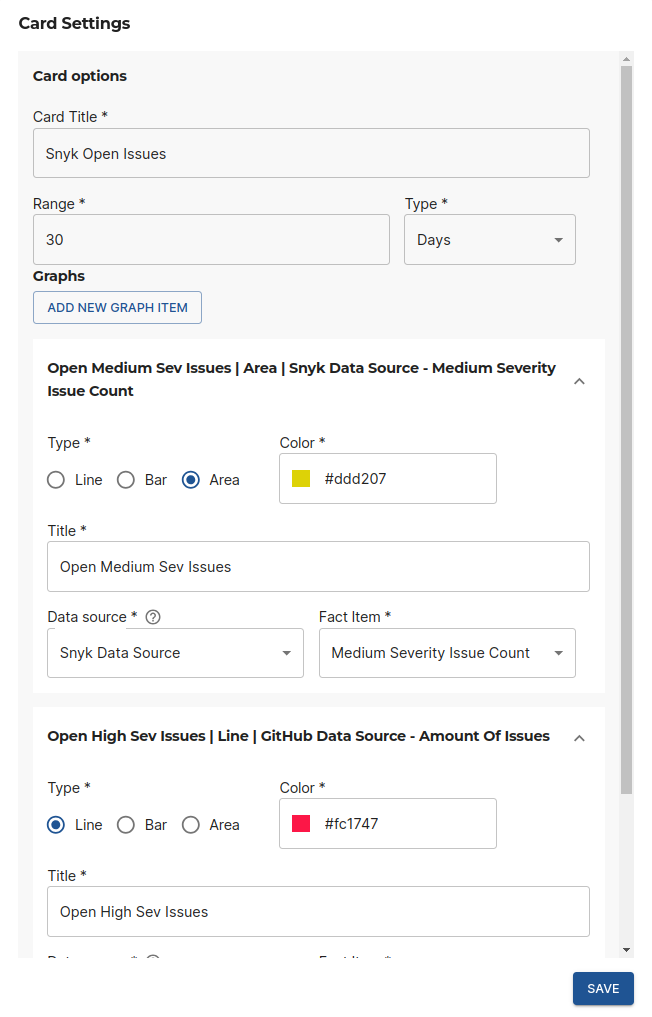 Card Settings
Card options
Card Title *
Snyk Open Issues
Range * Type *
30 Days
Graphs
ADD NEW GRAPH ITEM
Open Medium Sev Issues | Area | Snyk Data Source - Medium Severity
Issue Count
Type * Color *
Line Bar Area #ddd207
Title *
Open Medium Sev Issues
Data source * Fact Item *
Snyk Data Source Medium Severity Issue Count
Open High Sev Issues | Line | GitHub Data Source - Amount Of Issues
Type * Color *
Line Bar Area #fc1747
Title *
Open High Sev Issues
SAVE